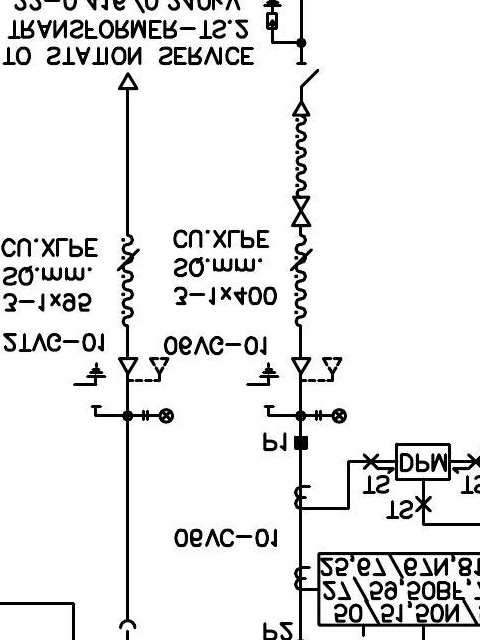 P2
50/51,50N/
27/59,50BF,
25,67/67N,81
06VC-01
TS
TS
TS
DPM
P1
STVC-01
06VC-01
3-1x95
SQ.mm.
CU.XLPE
3-1x400
SQ.mm.
CU.XLPE
TO STATION SERVICE
TRANSFORMER-TS.2
22-0.416/0.240kV